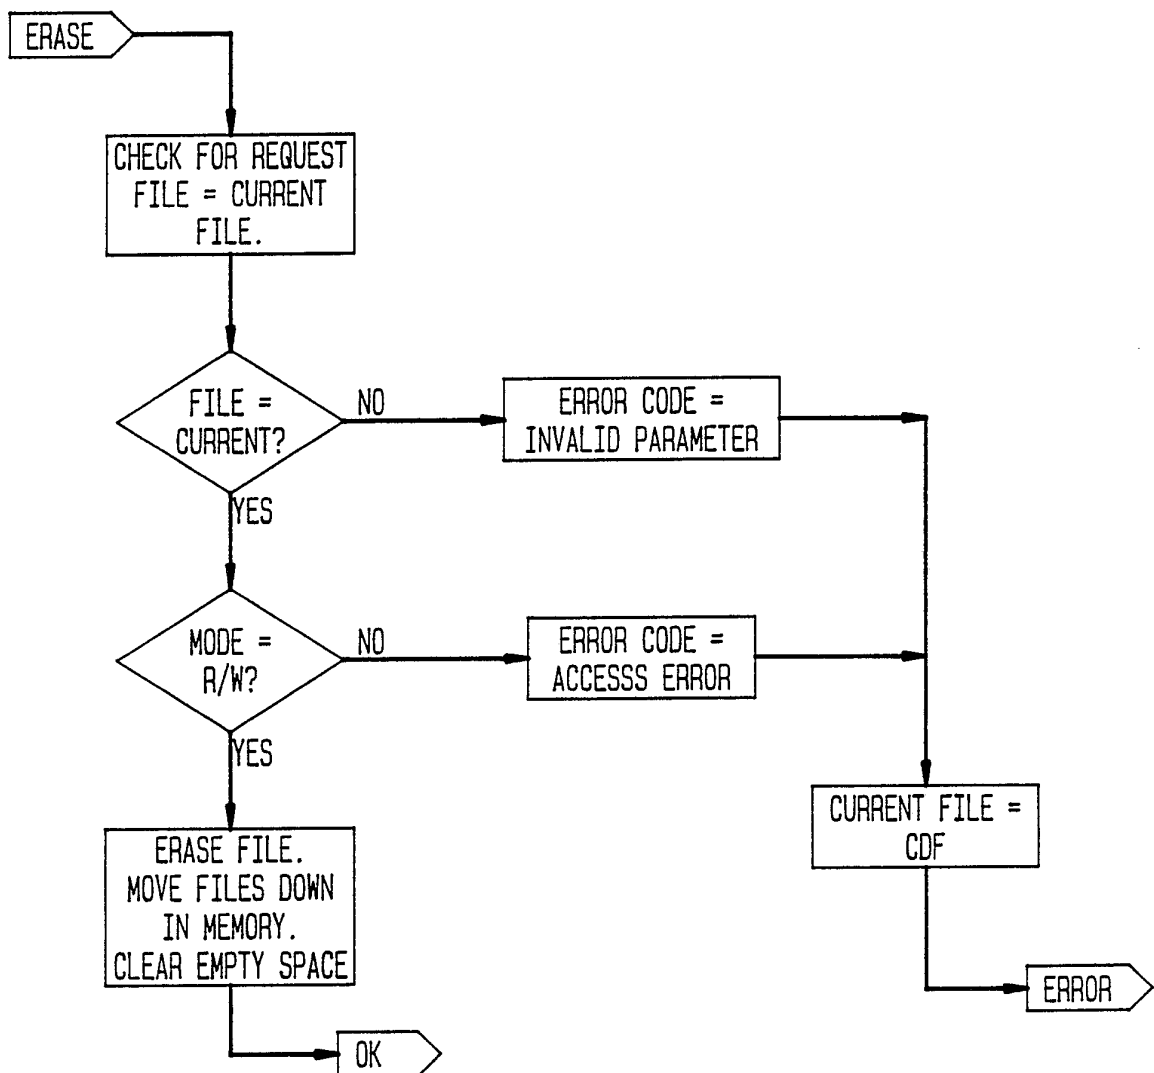 ERASE
CHECK FOR REQUEST
FILE = CURRENT
FILE.
FILE =
CURRENT?
NO
ERROR CODE =
INVALID PARAMETER
YES
MODE =
R/W?
NO
ERROR CODE =
ACCESSS ERROR
YES
CURRENT FILE =
CDF
ERASE FILE.
MOVE FILES DOWN
IN MEMORY.
CLEAR EMPTY SPACE
ERROR
OK